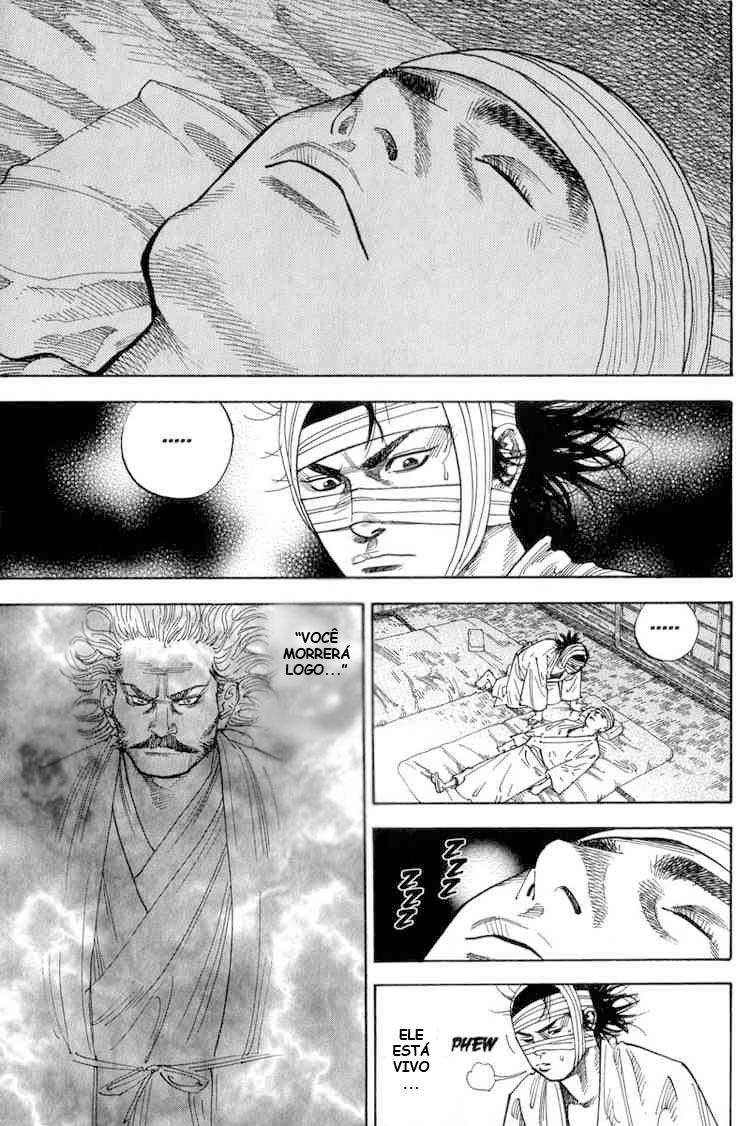 .....
.....
“VOCÊ
MORRERÁ
LOGO...”
ZZZ
ZZZ
PHEW
ELE
ESTÁ
VIVO
...